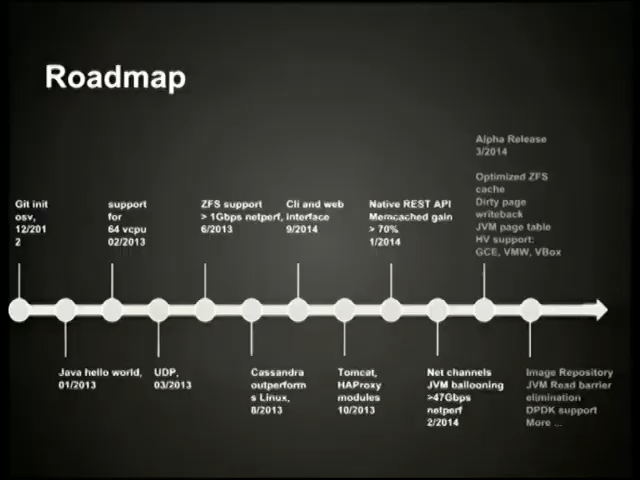 Roadmap
Alpha Release
3/2014
Optimized ZFS
cache
Dirty page
writeback
JVM page table
HV support:
GCE, VMW, VBox
Git init
osv,
12/201
2
support
for
64 vcpu
02/2013
ZFS support
> 1Gbps netperf,
6/2013
Cli and web
interface
9/2014
Native REST API
Memcached gain
> 70%
1/2014
Java hello world,
01/2013
UDP,
03/2013
Cassandra
outperform
s Linux,
8/2013
Tomcat,
HAProxy
modules
10/2013
Net channels
JVM ballooning
>47Gbps
netperf
2/2014
Image Repository
JVM Read barrier
elimination
DPDK support
More ...